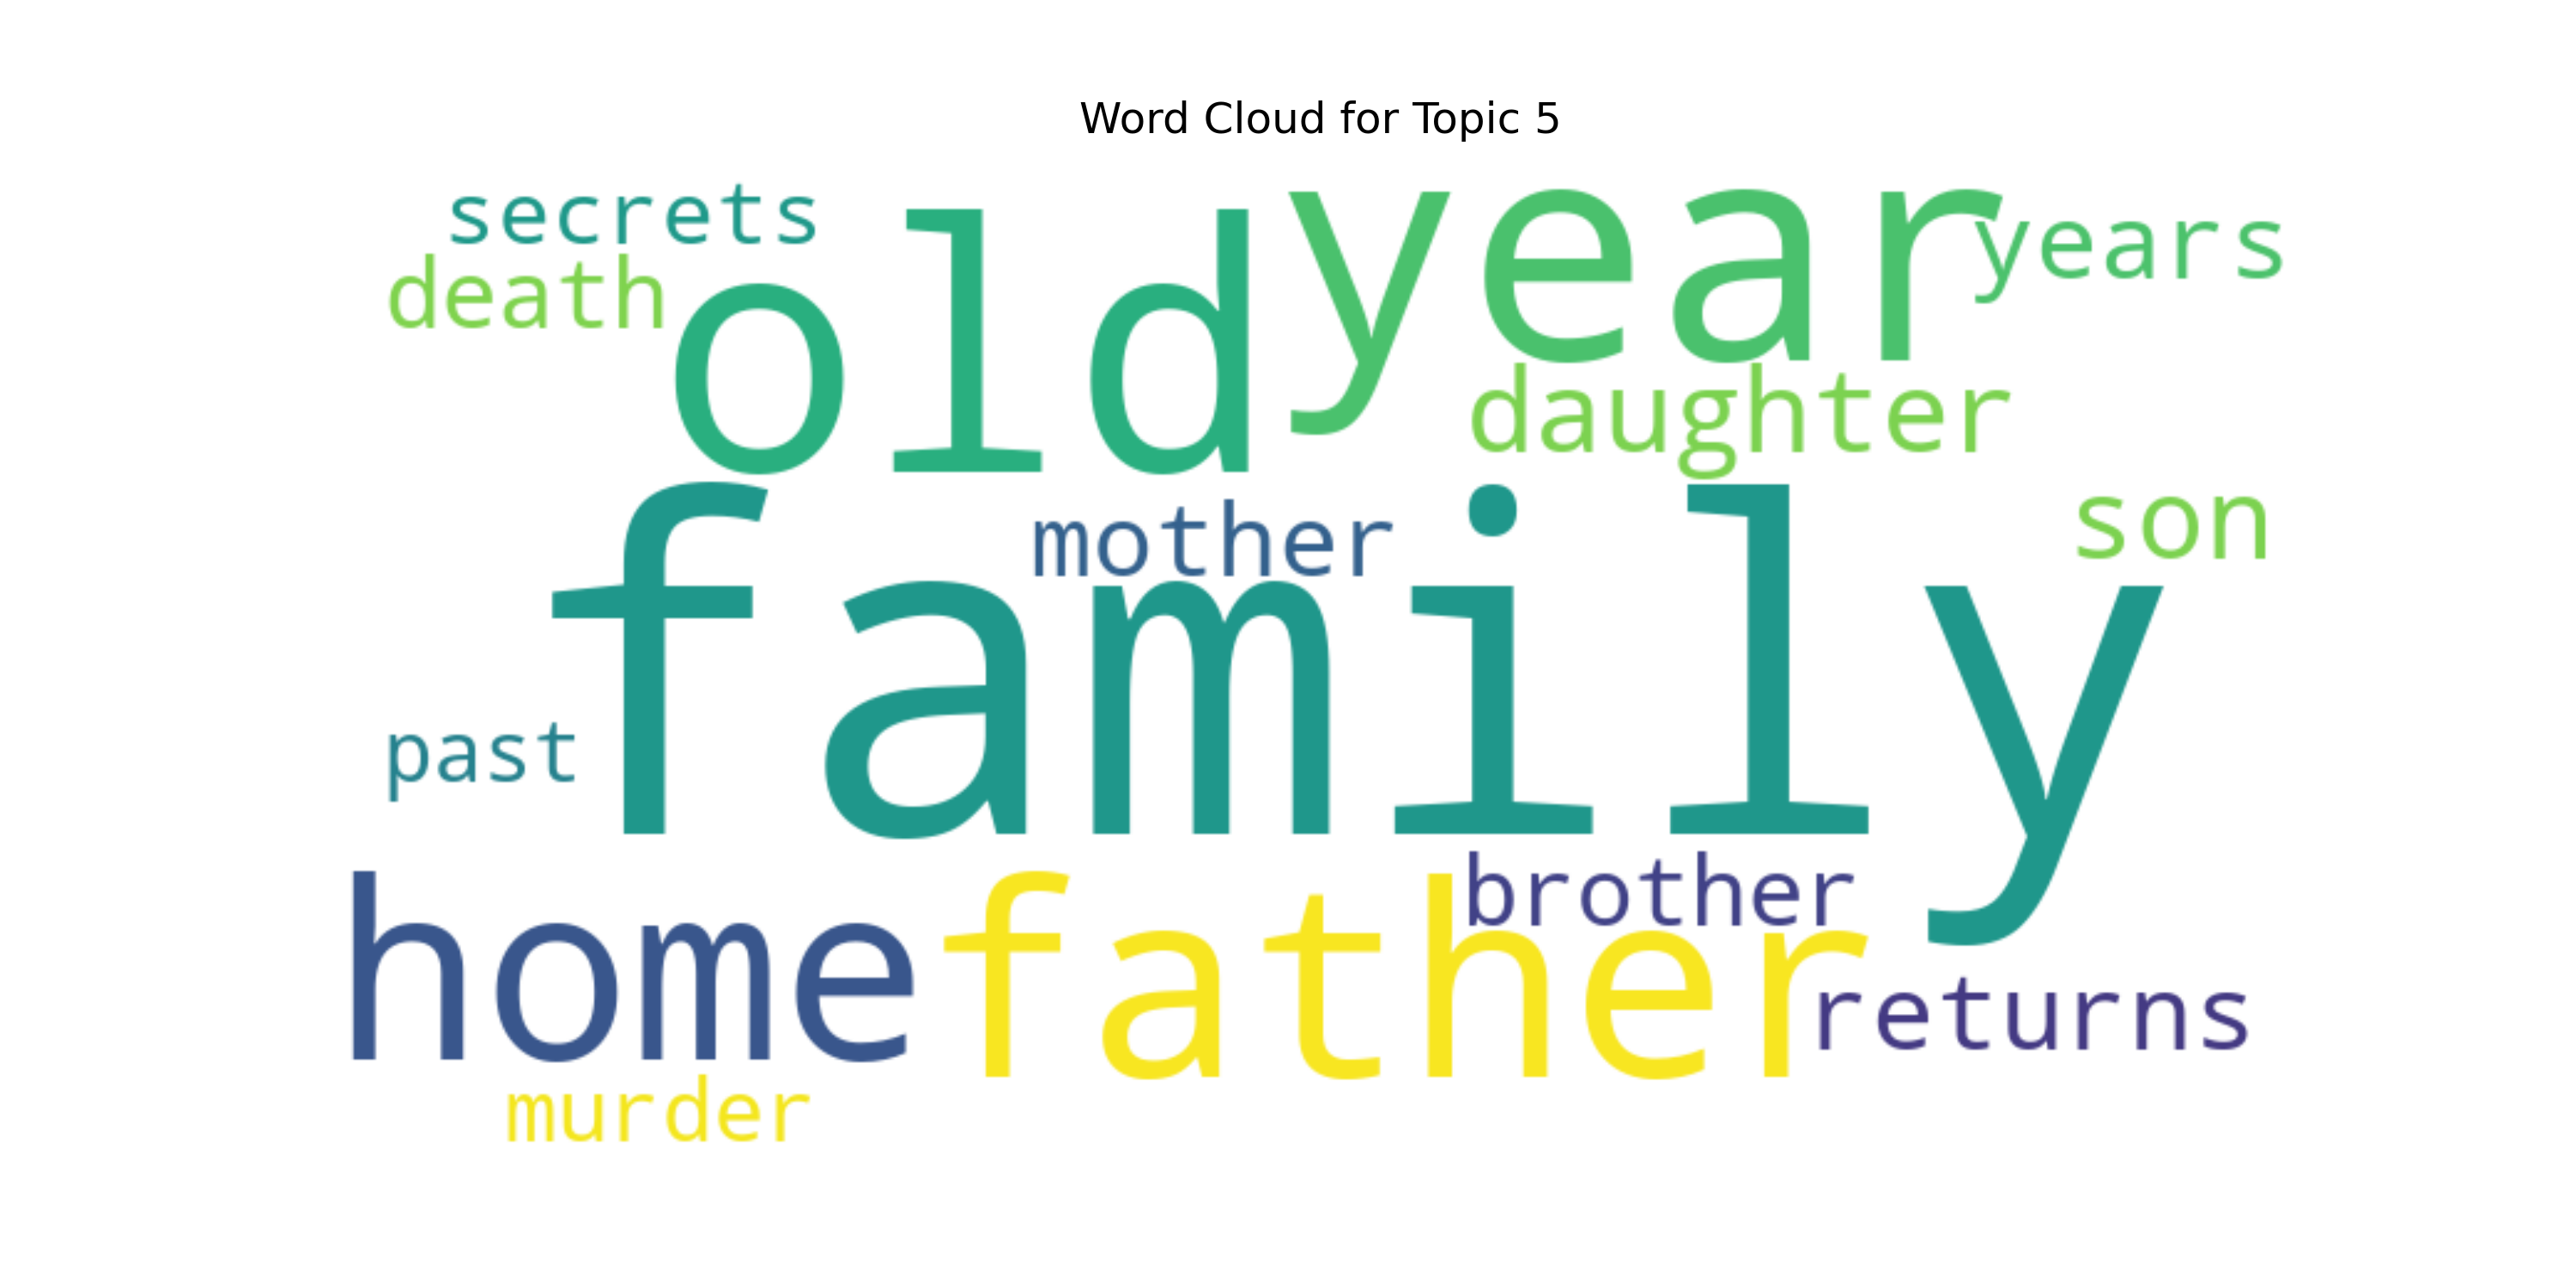 Word Cloud for Topic 5
secrets
old
year
years
death
daughter
mother
son
family
past
brother
home
father
returns
murder